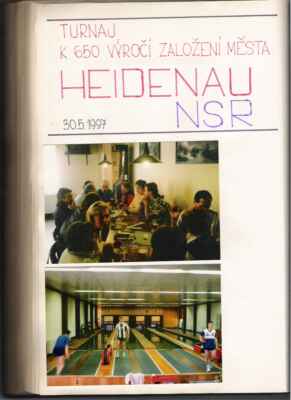 TURNAJ
K 650 VÝROČÍ ZALOŽENÍ MĚSTA
HEIDENAU
NSR
30.5.1997